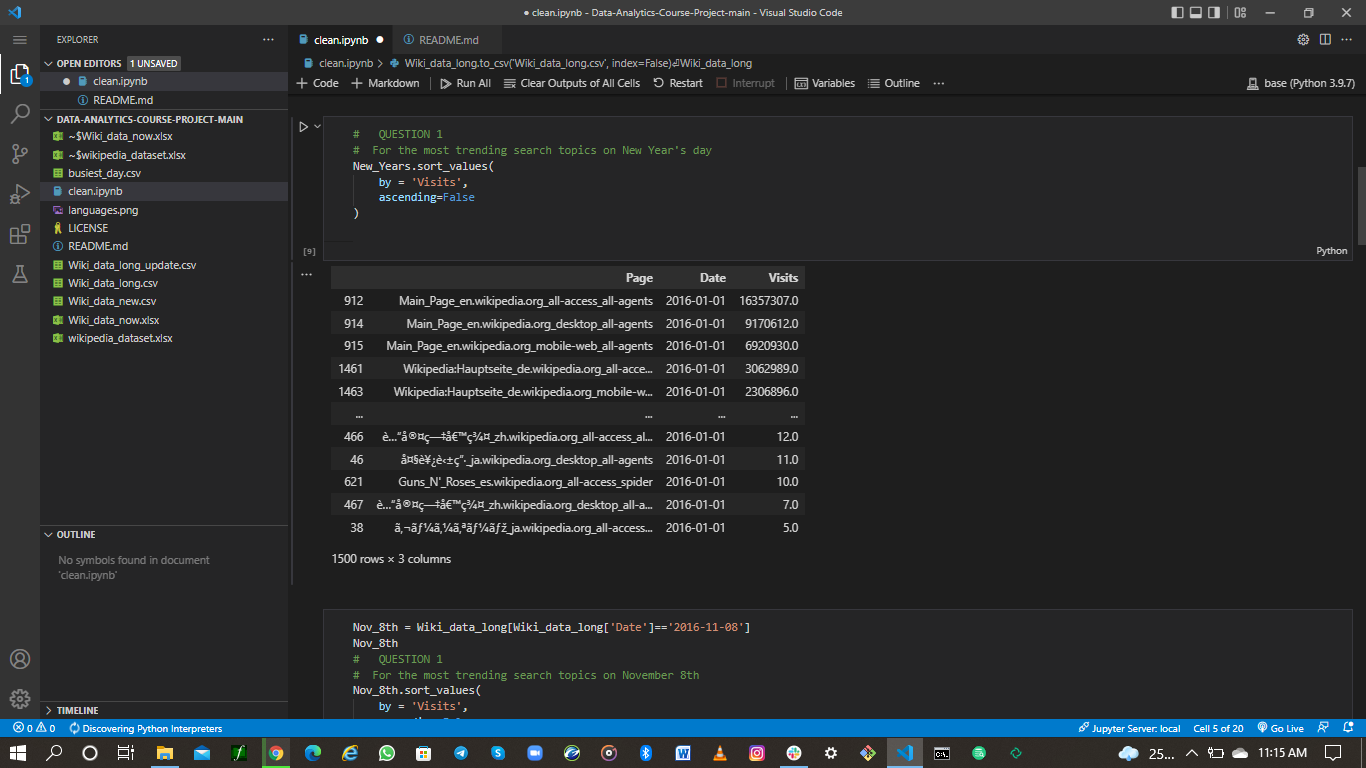 clean.ipynb - Data-Analytics-Course-Project-main - Visual Studio Code
EXPLORER
OPEN EDITORS 1 UNSAVED
clean.ipynb
README.md
DATA-ANALYTICS-COURSE-PROJECT-MAIN
~$Wiki_data_now.xlsx
~$wikipedia_dataset.xlsx
busiest_day.csv
clean.ipynb
languages.png
LICENSE
README.md
Wiki_data_long_update.csv
Wiki_data_long.csv
Wiki_data_new.csv
Wiki_data_now.xlsx
wikipedia_dataset.xlsx
OUTLINE
No symbols found in document
'clean.ipynb'
TIMELINE
clean.ipynb README.md
clean.ipynb > Wiki_data_long.to_csv('Wiki_data_long.csv', index=False)⏎Wiki_data_long
+ Code + Markdown Run All Clear Outputs of All Cells Restart Interrupt Variables Outline ... base (Python 3.9.7)
# QUESTION 1
# For the most trending search topics on New Year's day
New_Years.sort_values(
by = 'Visits',
ascending=False
)
[9] Python
Page Date Visits
912 Main_Page_en.wikipedia.org_all-access_all-agents 2016-01-01 16357307.0
914 Main_Page_en.wikipedia.org_desktop_all-agents 2016-01-01 9170612.0
915 Main_Page_en.wikipedia.org_mobile-web_all-agents 2016-01-01 6920930.0
1461 Wikipedia:Hauptseite_de.wikipedia.org_all-acce... 2016-01-01 3062989.0
1463 Wikipedia:Hauptseite_de.wikipedia.org_mobile-w... 2016-01-01 2306896.0
... ... ... ...
466 è…“å®¤ç—‡å€™ç¾¤_zh.wikipedia.org_all-access_al... 2016-01-01 12.0
46 å¤§è¥¿è‹±ç”·_ja.wikipedia.org_desktop_all-agents 2016-01-01 11.0
621 Guns_N'_Roses_es.wikipedia.org_all-access_spider 2016-01-01 10.0
467 è…“å®¤ç—‡å€™ç¾¤_zh.wikipedia.org_desktop_all-a... 2016-01-01 7.0
38 ã‚¬ãƒ¼ã‚¼ã‚ªãƒ¼ãƒž_ja.wikipedia.org_all-access... 2016-01-01 5.0
1500 rows × 3 columns
Nov_8th = Wiki_data_long[Wiki_data_long['Date']=='2016-11-08']
Nov_8th
# QUESTION 1
# For the most trending search topics on November 8th
Nov_8th.sort_values(
by = 'Visits',
0 0 Discovering Python Interpreters Jupyter Server: local Cell 5 of 20 Go Live
25... 11:15 AM